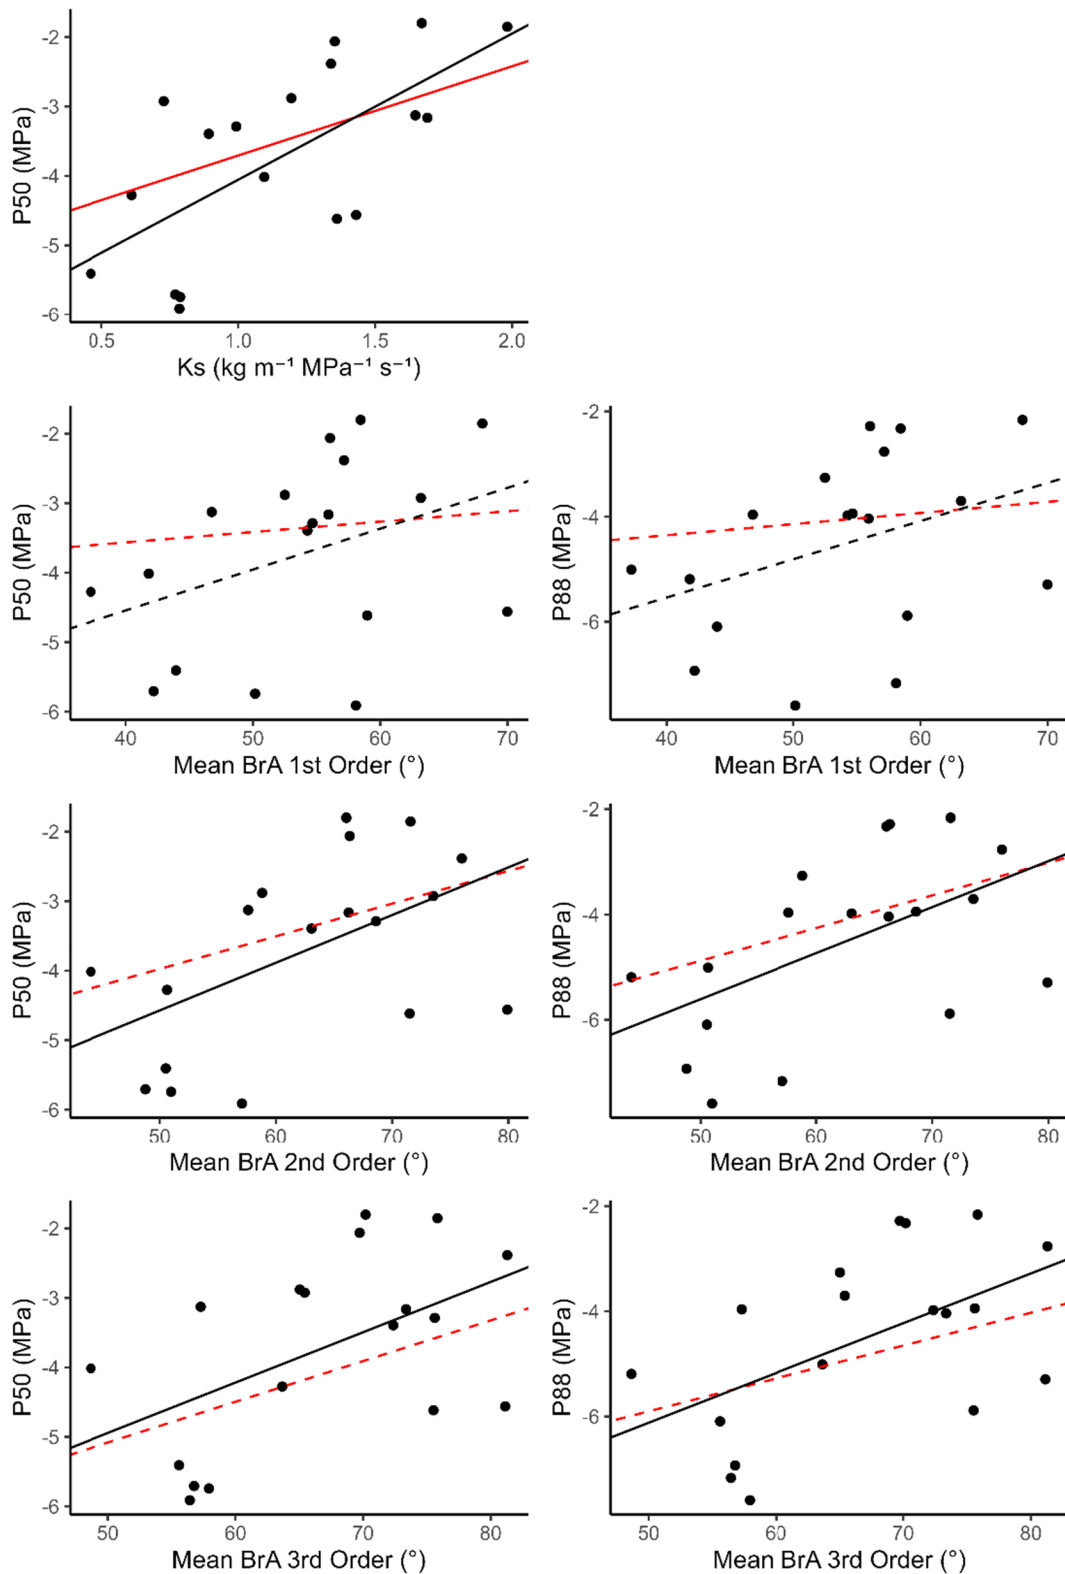 -2
-3
-4
-5
-6
P50 (MPa)
0.5 1.0 1.5 2.0
Ks (kg m⁻¹ MPa⁻¹ s⁻¹)
-2
-3
-4
-5
-6
P50 (MPa)
40 50 60 70
Mean BrA 1st Order (°)
-2
-4
-6
P88 (MPa)
40 50 60 70
Mean BrA 1st Order (°)
-2
-3
-4
-5
-6
P50 (MPa)
50 60 70 80
Mean BrA 2nd Order (°)
-2
-4
-6
P88 (MPa)
50 60 70 80
Mean BrA 2nd Order (°)
-2
-3
-4
-5
-6
P50 (MPa)
50 60 70 80
Mean BrA 3rd Order (°)
-2
-4
-6
P88 (MPa)
50 60 70 80
Mean BrA 3rd Order (°)